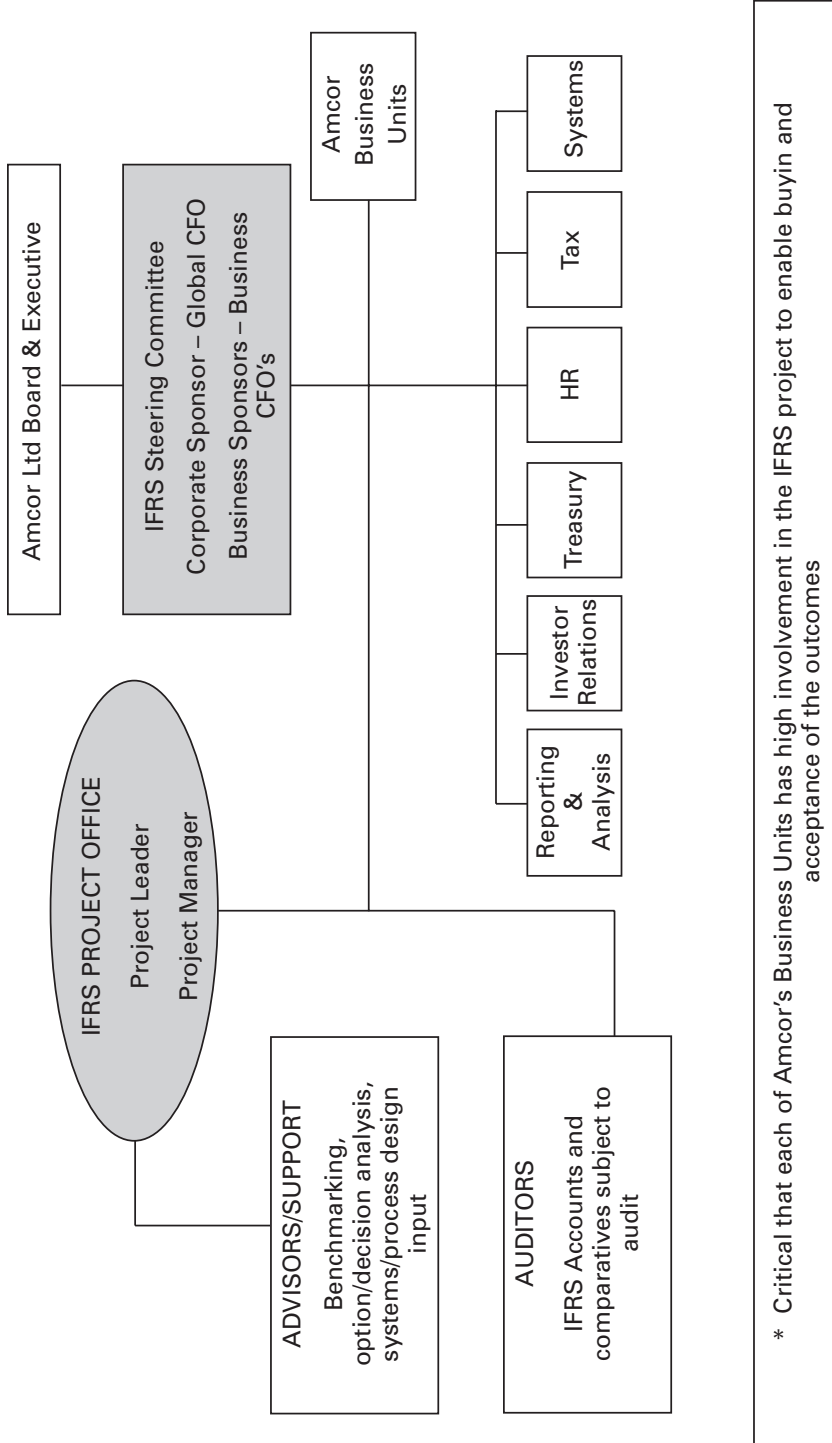 Amcor Ltd Board & Executive
IFRS PROJECT OFFICE
Project Leader
Project Manager
IFRS Steering Committee
Corporate Sponsor – Global CFO
Business Sponsors – Business
CFO's
ADVISORS/SUPPORT
Benchmarking,
option/decision analysis,
systems/process design
input
Amcor
Business
Units
AUDITORS
IFRS Accounts and
comparatives subject to
audit
Reporting
&
Analysis
Investor
Relations
Treasury
HR
Tax
Systems
* Critical that each of Amcor's Business Units has high involvement in the IFRS project to enable buyin and
acceptance of the outcomes